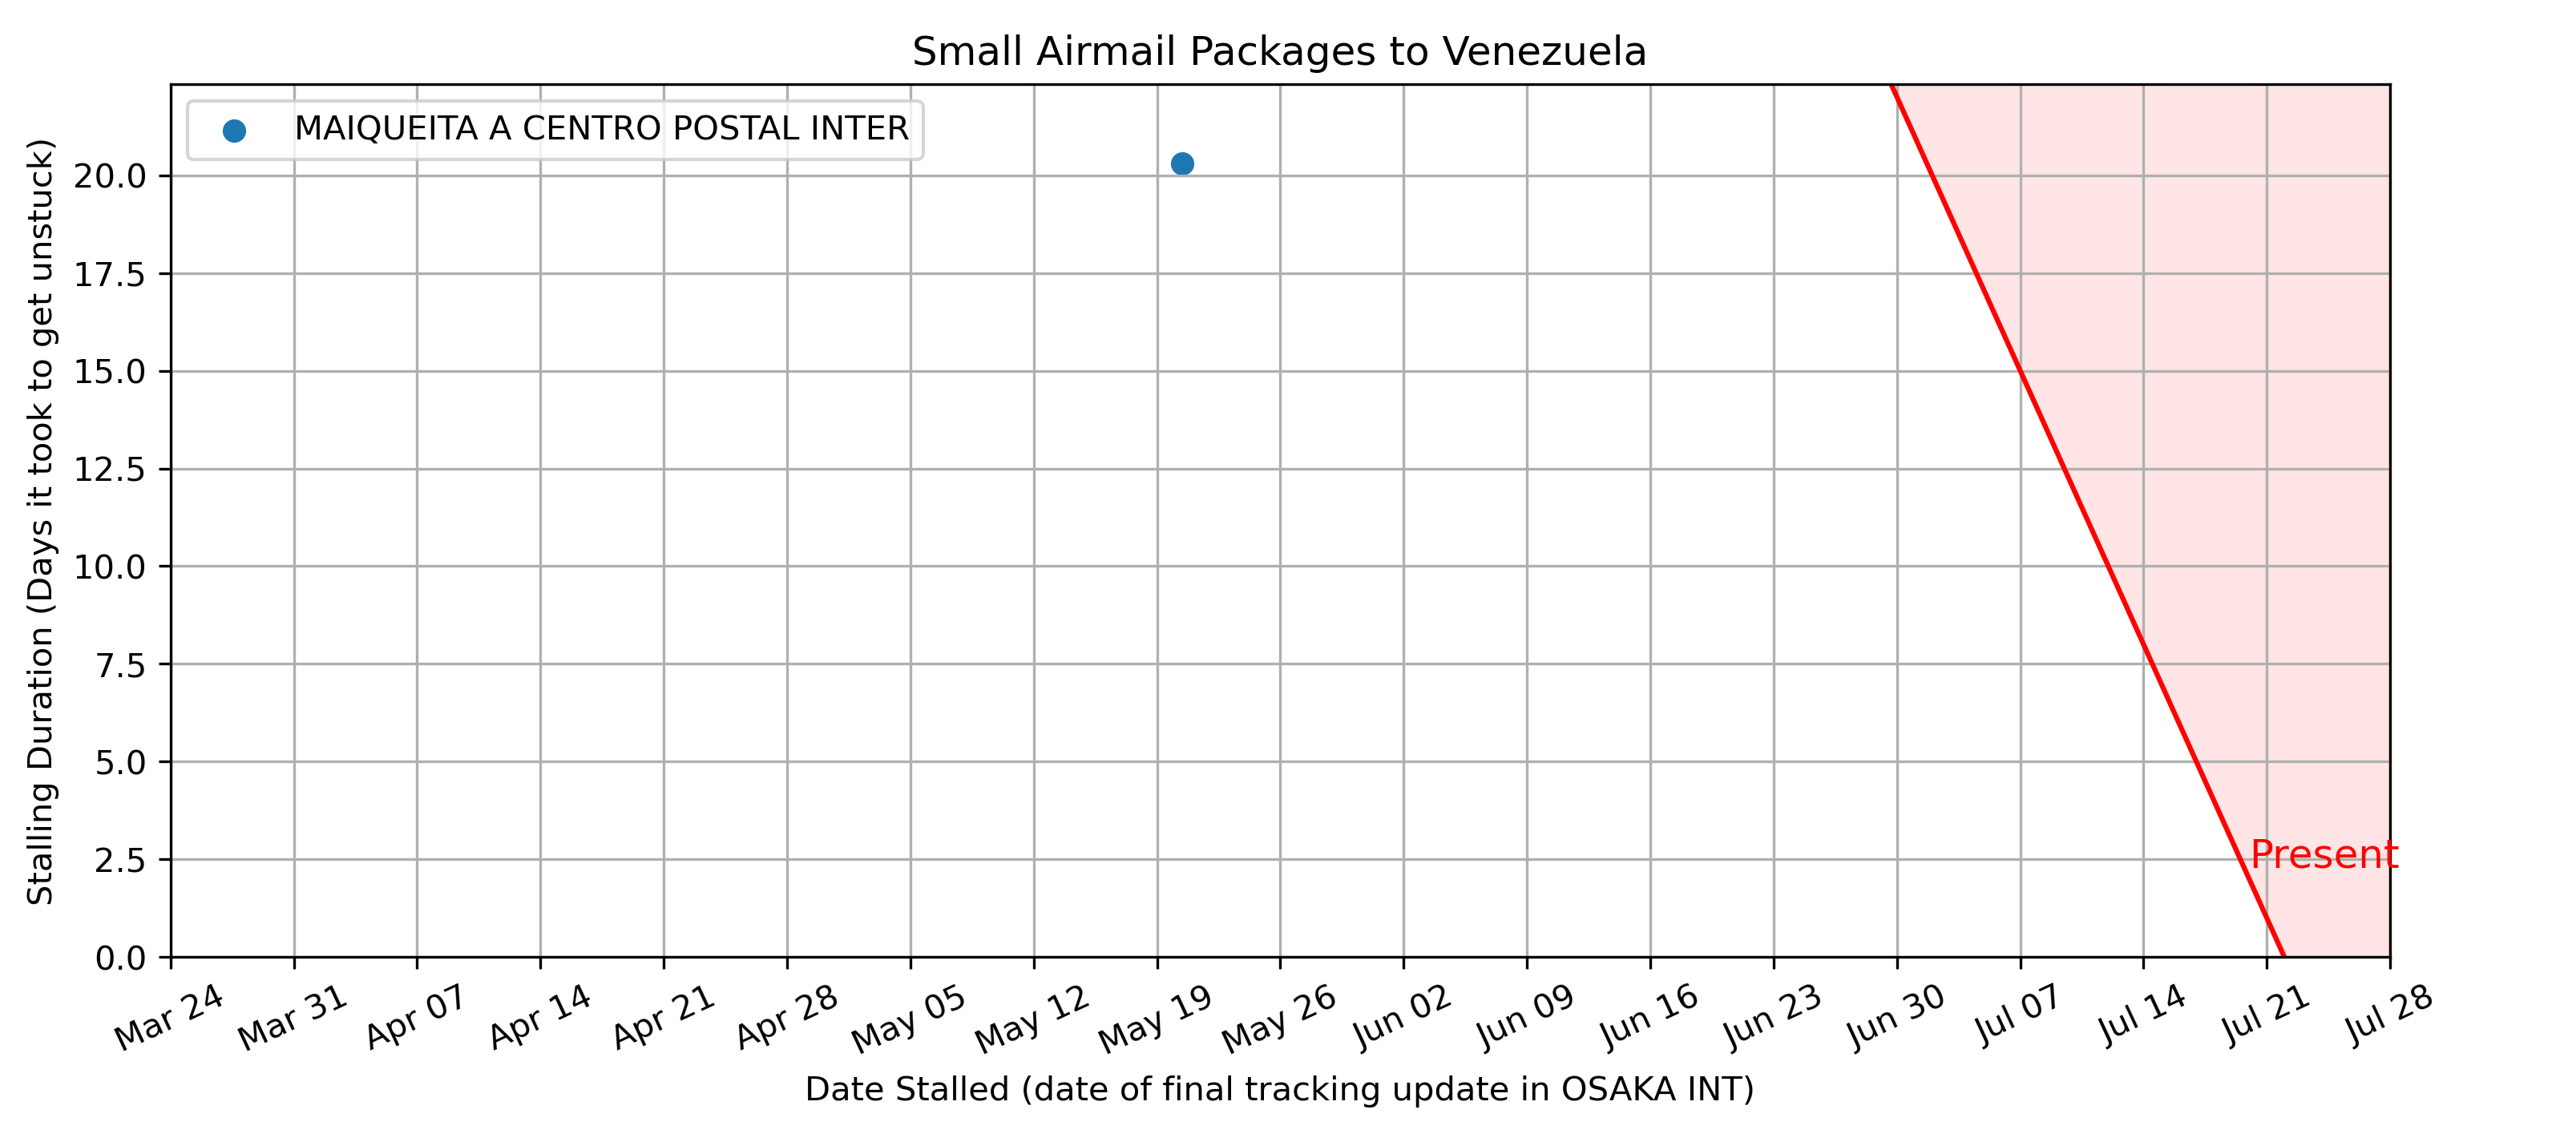 Small Airmail Packages to Venezuela
MAIQUEITA A CENTRO POSTAL INTER
Stalling Duration (Days it took to get unstuck)
20.0
17.5
15.0
12.5
10.0
7.5
5.0
2.5
0.0
Present
Mar 24
Mar 31
Apr 07
Apr 14
Apr 21
Apr 28
May 05
May 12
May 19
May 26
Jun 02
Jun 09
Jun 16
Jun 23
Jun 30
Jul 07
Jul 14
Jul 21
Jul 28
Date Stalled (date of final tracking update in OSAKA INT)